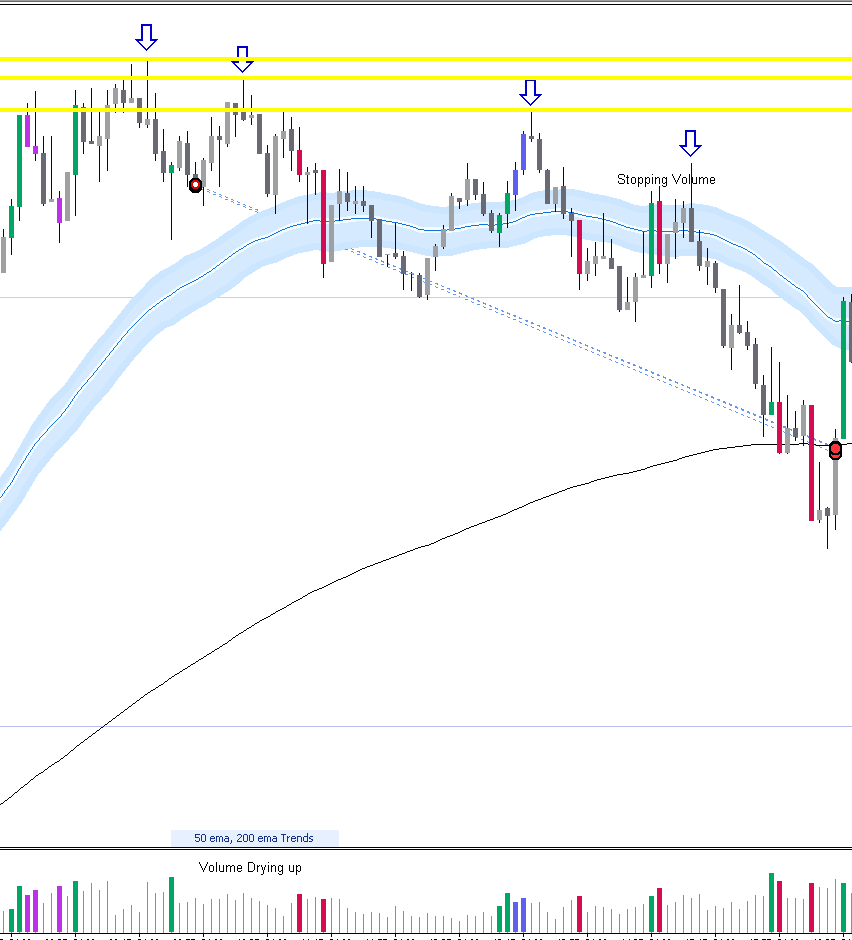 Stopping Volume
50 ema, 200 ema Trends
Volume Drying up